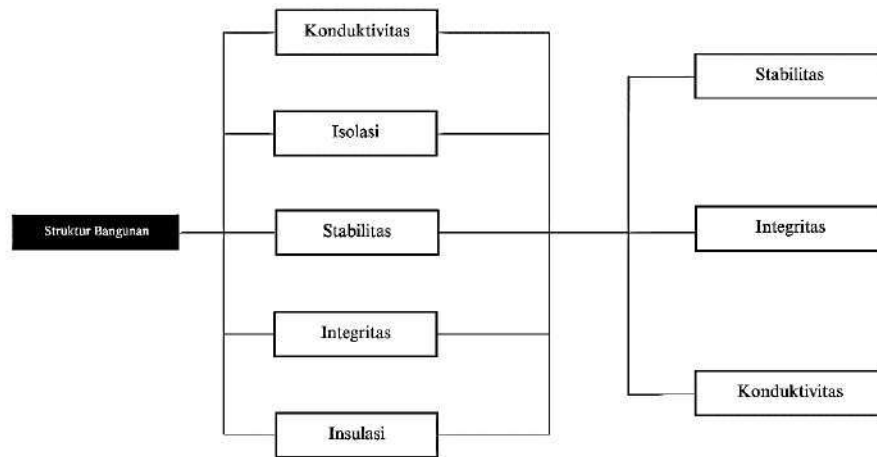 Struktur Bangunan
Konduktivitas
Isolasi
Stabilitas
Integritas
Insulasi
Stabilitas
Integritas
Konduktivitas